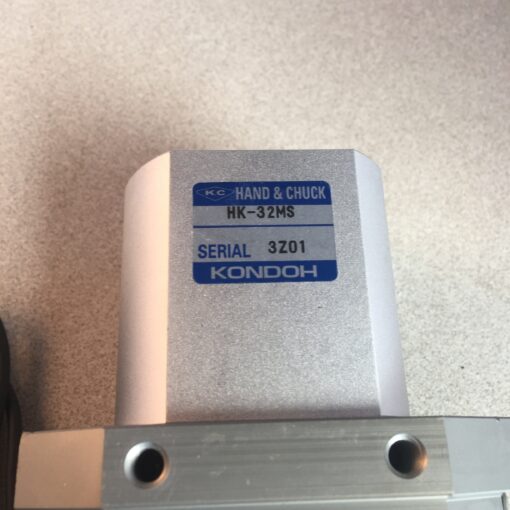 KC HAND & CHUCK
HK-32MS
SERIAL 3Z01
KONDOH